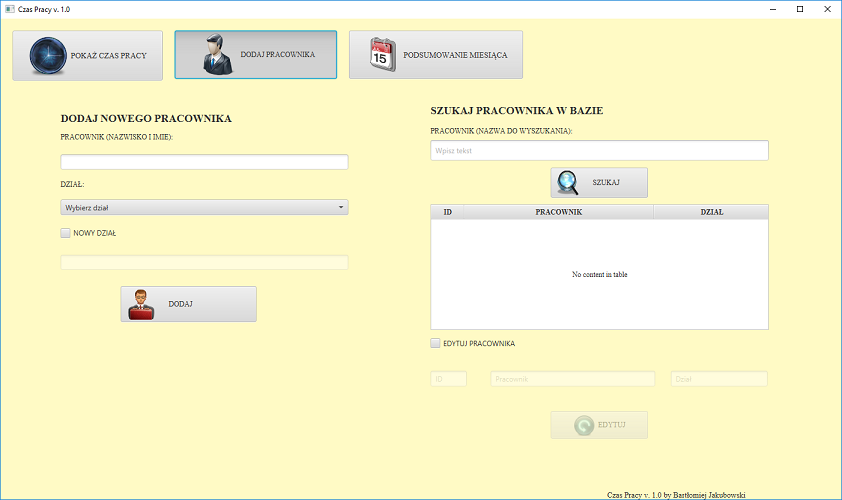 Czas Pracy v. 1.0
POKAŻ CZAS PRACY
DODAJ PRACOWNIKA
15
PODSUMOWANIE MIESIĄCA
DODAJ NOWEGO PRACOWNIKA
PRACOWNIK (NAZWISKO I IMIE):
DZIAŁ:
Wybierz dział
NOWY DZIAŁ
DODAJ
SZUKAJ PRACOWNIKA W BAZIE
PRACOWNIK (NAZWA DO WYSZUKANIA):
Wpisz tekst
SZUKAJ
ID PRACOWNIK DZIAŁ
No content in table
EDYTUJ PRACOWNIKA
ID Pracownik Dział
EDYTUJ
Czas Pracy v. 1.0 by Bartłomiej Jakubowski